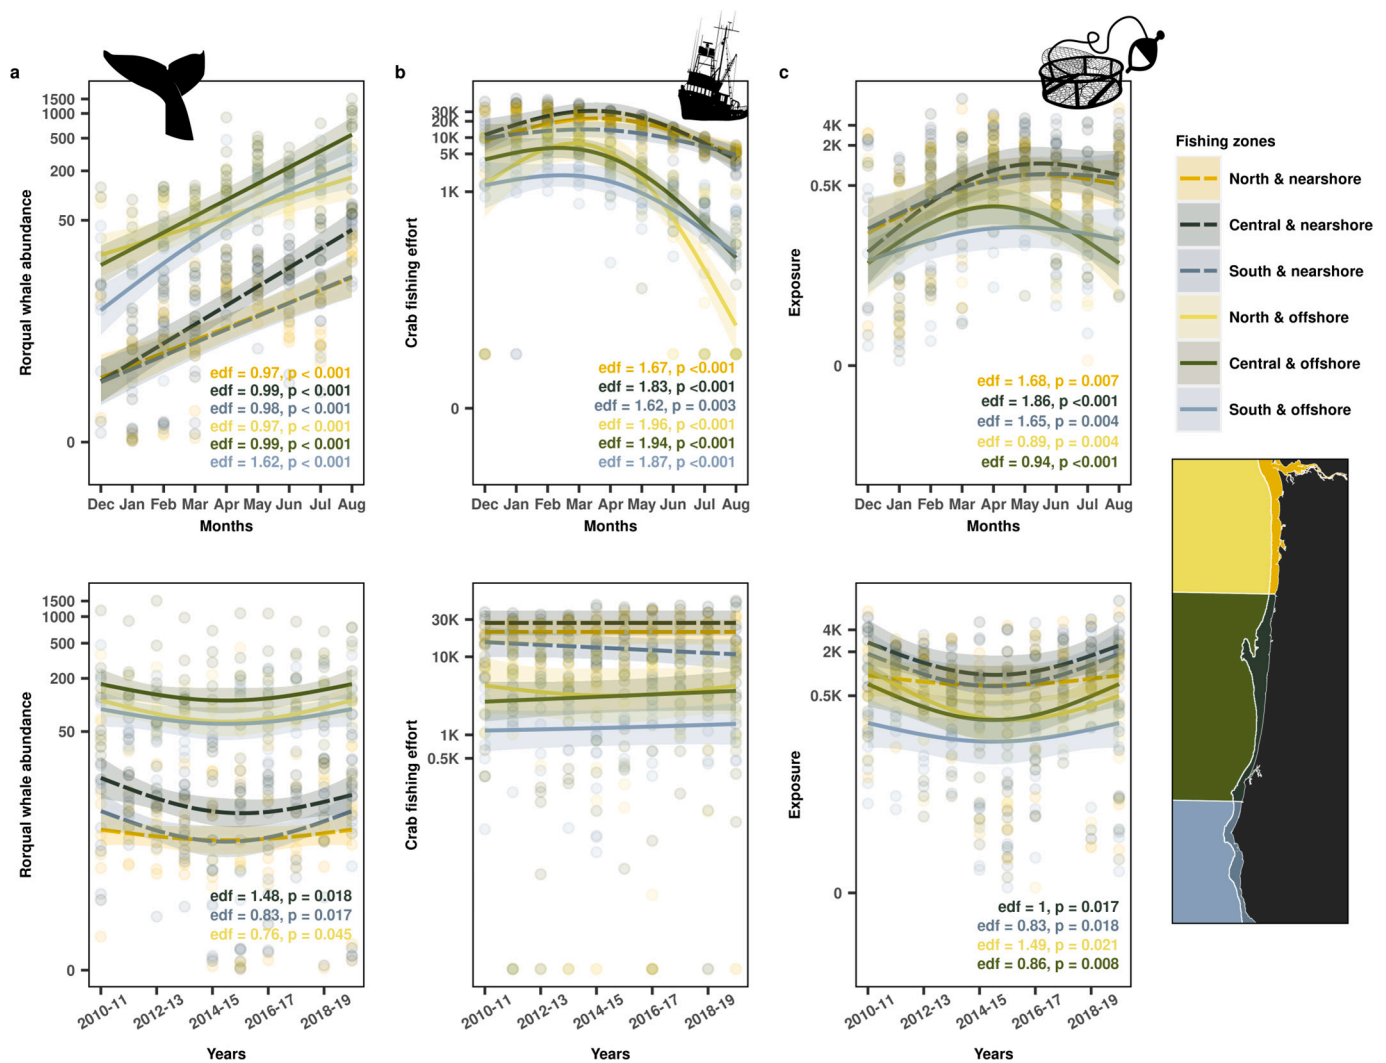 a
b
c
Rorqual whale abundance
1500
1000
500
200
50
0
edf = 0.97, p < 0.001
edf = 0.99, p < 0.001
edf = 0.98, p < 0.001
edf = 0.97, p < 0.001
edf = 0.99, p < 0.001
edf = 1.62, p < 0.001
Dec Jan Feb Mar Apr May Jun Jul Aug
Months
Crab fishing effort
30K
20K
10K
5K
1K
0
edf = 1.67, p <0.001
edf = 1.83, p <0.001
edf = 1.62, p = 0.003
edf = 1.96, p <0.001
edf = 1.94, p <0.001
edf = 1.87, p <0.001
Dec Jan Feb Mar Apr May Jun Jul Aug
Months
Exposure
4K
2K
0.5K
0
edf = 1.68, p = 0.007
edf = 1.86, p <0.001
edf = 1.65, p = 0.004
edf = 0.89, p = 0.004
edf = 0.94, p <0.001
Dec Jan Feb Mar Apr May Jun Jul Aug
Months
Fishing zones
North & nearshore
Central & nearshore
South & nearshore
North & offshore
Central & offshore
South & offshore
Rorqual whale abundance
1500
1000
500
200
50
0
edf = 1.48, p = 0.018
edf = 0.83, p = 0.017
edf = 0.76, p = 0.045
2010-11 2012-13 2014-15 2016-17 2018-19
Years
Crab fishing effort
30K
10K
1K
0.5K
2010-11 2012-13 2014-15 2016-17 2018-19
Years
Exposure
4K
2K
0.5K
0
edf = 1, p = 0.017
edf = 0.83, p = 0.018
edf = 1.49, p = 0.021
edf = 0.86, p = 0.008
2010-11 2012-13 2014-15 2016-17 2018-19
Years